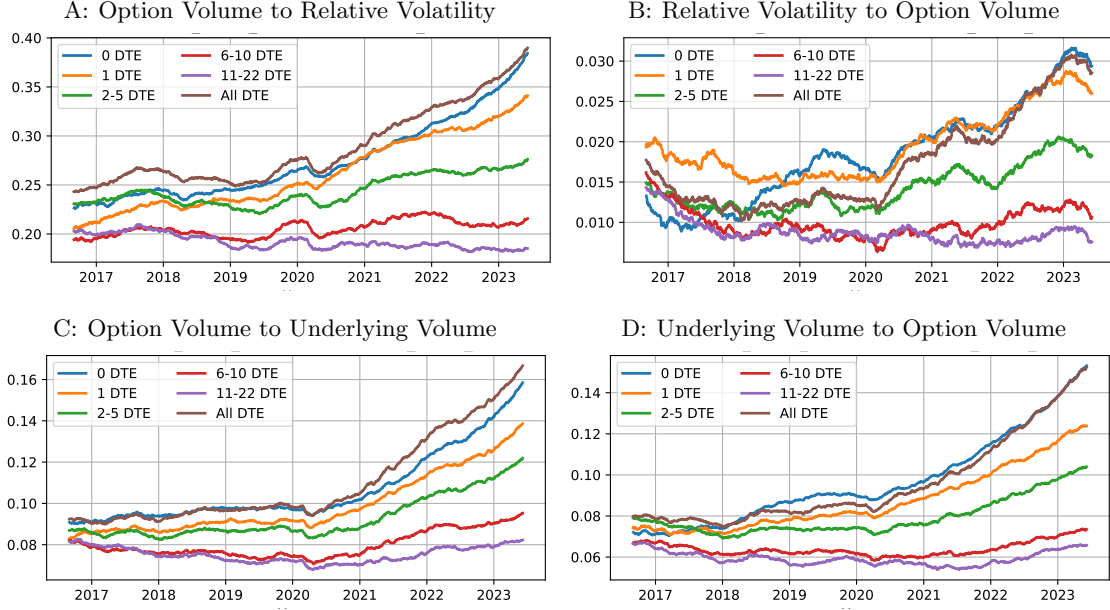 A: Option Volume to Relative Volatility
0.40
0.35
0.30
0.25
0.20
0 DTE
1 DTE
2-5 DTE
6-10 DTE
11-22 DTE
All DTE
2017 2018 2019 2020 2021 2022 2023
B: Relative Volatility to Option Volume
0.030
0.025
0.020
0.015
0.010
0 DTE
1 DTE
2-5 DTE
6-10 DTE
11-22 DTE
All DTE
2017 2018 2019 2020 2021 2022 2023
C: Option Volume to Underlying Volume
0.16
0.14
0.12
0.10
0.08
0 DTE
1 DTE
2-5 DTE
6-10 DTE
11-22 DTE
All DTE
2017 2018 2019 2020 2021 2022 2023
D: Underlying Volume to Option Volume
0.14
0.12
0.10
0.08
0.06
0 DTE
1 DTE
2-5 DTE
6-10 DTE
11-22 DTE
All DTE
2017 2018 2019 2020 2021 2022 2023